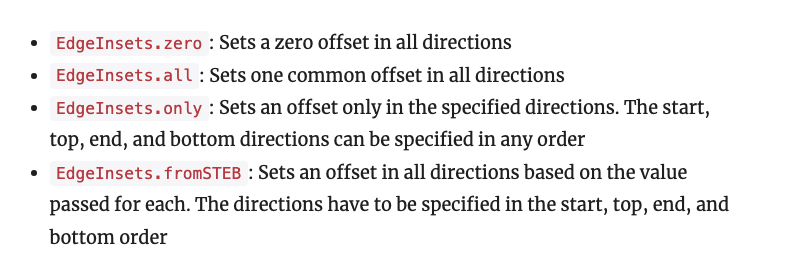 • EdgeInsets.zero : Sets a zero offset in all directions
• EdgeInsets.all : Sets one common offset in all directions
• EdgeInsets.only : Sets an offset only in the specified directions. The start,
top, end, and bottom directions can be specified in any order
• EdgeInsets.fromSTEB : Sets an offset in all directions based on the value
passed for each. The directions have to be specified in the start, top, end, and
bottom order